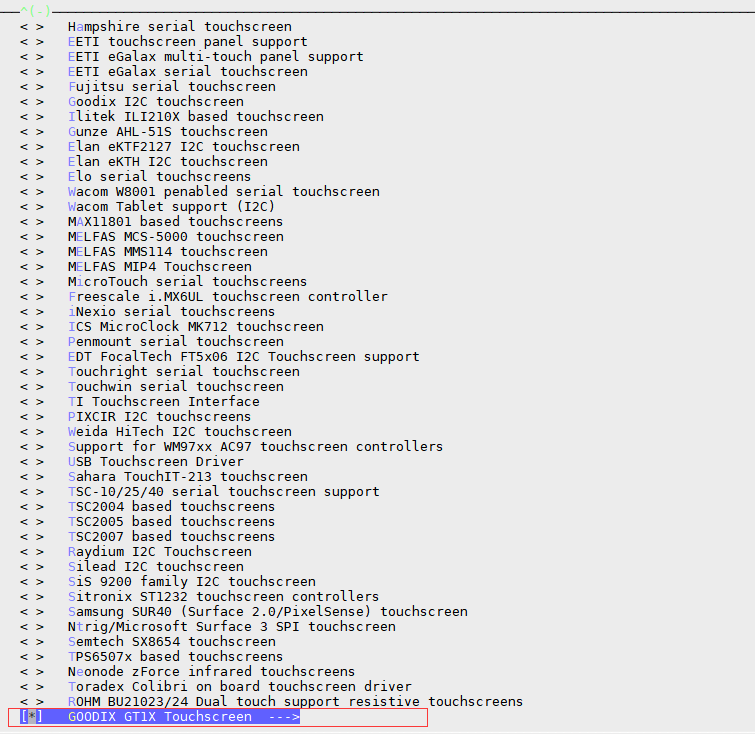 ^(-)
< > Hampshire serial touchscreen
< > EETI touchscreen panel support
< > EETI eGalax multi-touch panel support
< > EETI eGalax serial touchscreen
< > Fujitsu serial touchscreen
< > Goodix I2C touchscreen
< > Ilitek ILI210X based touchscreen
< > Gunze AHL-51S touchscreen
< > Elan eKTF2127 I2C touchscreen
< > Elan eKTH I2C touchscreen
< > Elo serial touchscreens
< > Wacom W8001 penabled serial touchscreen
< > Wacom Tablet support (I2C)
< > MAX11801 based touchscreens
< > MELFAS MCS-5000 touchscreen
< > MELFAS MMS114 touchscreen
< > MELFAS MIP4 Touchscreen
< > MicroTouch serial touchscreens
< > Freescale i.MX6UL touchscreen controller
< > iNexio serial touchscreens
< > ICS MicroClock MK712 touchscreen
< > Penmount serial touchscreen
< > EDT FocalTech FT5x06 I2C Touchscreen support
< > Touchright serial touchscreen
< > Touchwin serial touchscreen
< > TI Touchscreen Interface
< > PIXCIR I2C touchscreens
< > Weida HiTech I2C touchscreen
< > Support for WM97xx AC97 touchscreen controllers
< > USB Touchscreen Driver
< > Sahara TouchIT-213 touchscreen
< > TSC-10/25/40 serial touchscreen support
< > TSC2004 based touchscreens
< > TSC2005 based touchscreens
< > TSC2007 based touchscreens
< > Raydium I2C Touchscreen
< > Silead I2C touchscreen
< > SiS 9200 family I2C touchscreen
< > Sitronix ST1232 touchscreen controllers
< > Samsung SUR40 (Surface 2.0/PixelSense) touchscreen
< > Ntrig/Microsoft Surface 3 SPI touchscreen
< > Semtech SX8654 touchscreen
< > TPS6507x based touchscreens
< > Neonode zForce infrared touchscreens
< > Toradex Colibri on board touchscreen driver
< > ROHM BU21023/24 Dual touch support resistive touchscreens
[*] GOODIX GT1X Touchscreen --->